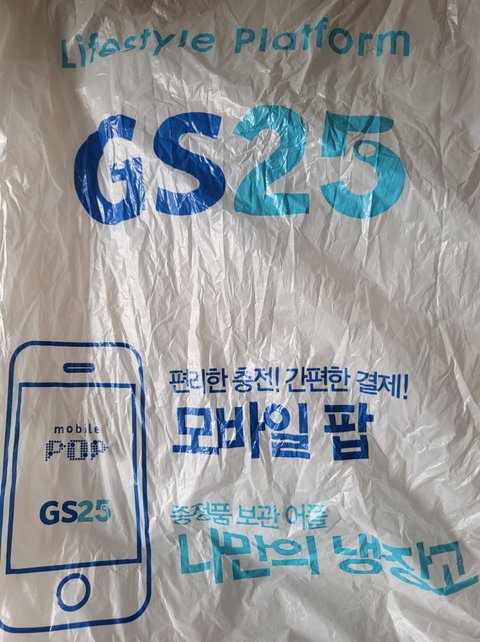 Lifestyle Platform
GS25
편리한 충전! 간편한 결제!
모바일 팝
mobile
POP
GS25
증정품 보관 어플
나만의 냉장고